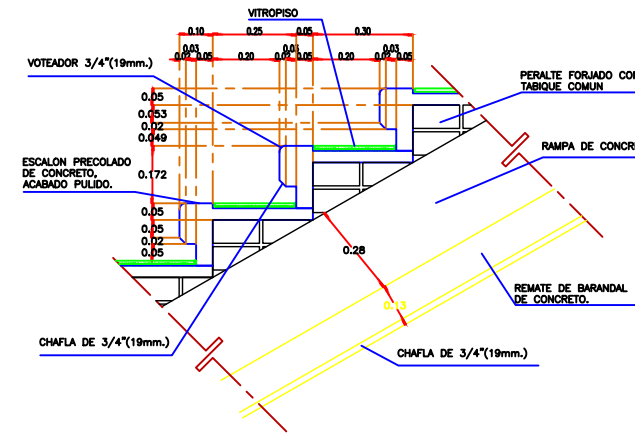 VITROPISO
0.10 0.25 0.05 0.30
0.03 0.03 0.03
0.02 0.05 0.20 0.02 0.05 0.20 0.02 0.05
VOTEADOR 3/4"(19mm.)
PERALTE FORJADO CO
TABIQUE COMUN
0.05
0.053
0.02
0.049
RAMPA DE CONCRE
ESCALON PRECOLADO
DE CONCRETO,
ACABADO PULIDO.
0.172
0.05
0.05
0.02
0.05
0.28
0.13
REMATE DE BARANDAL
DE CONCRETO.
CHAFLA DE 3/4"(19mm.)
CHAFLA DE 3/4"(19mm.)